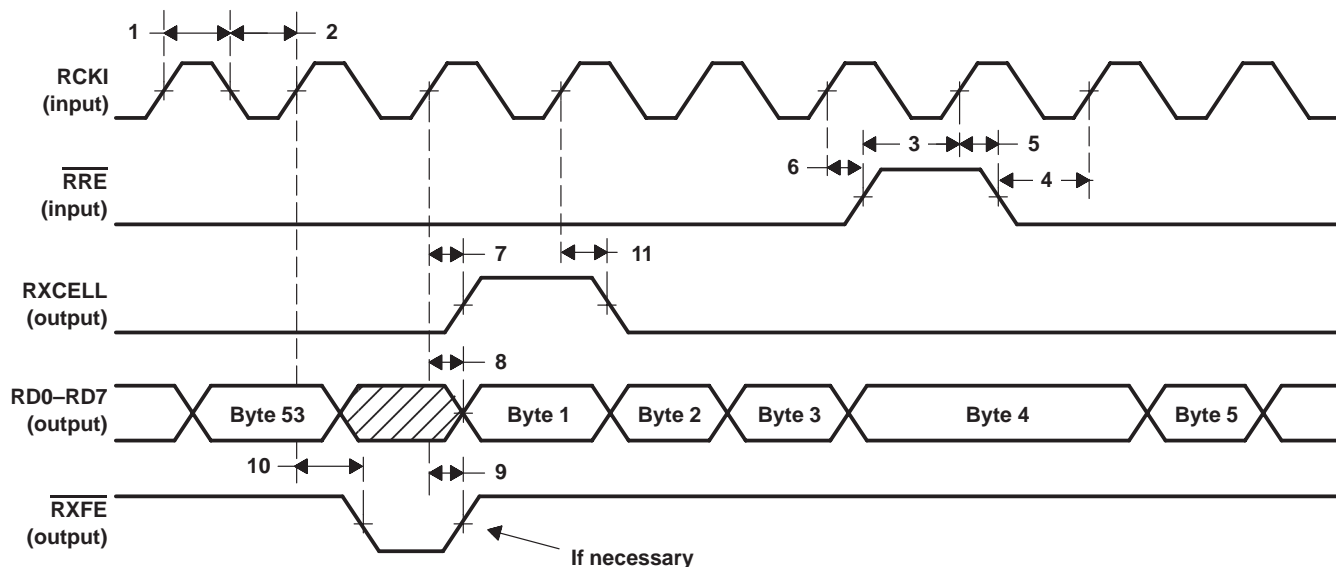 1 2
RCKI
(input)
3 5
6 4
RRE
(input)
7 11
RXCELL
(output)
8
RD0–RD7
(output)
Byte 53 Byte 1 Byte 2 Byte 3 Byte 4 Byte 5
10 9
RXFE
(output)
If necessary